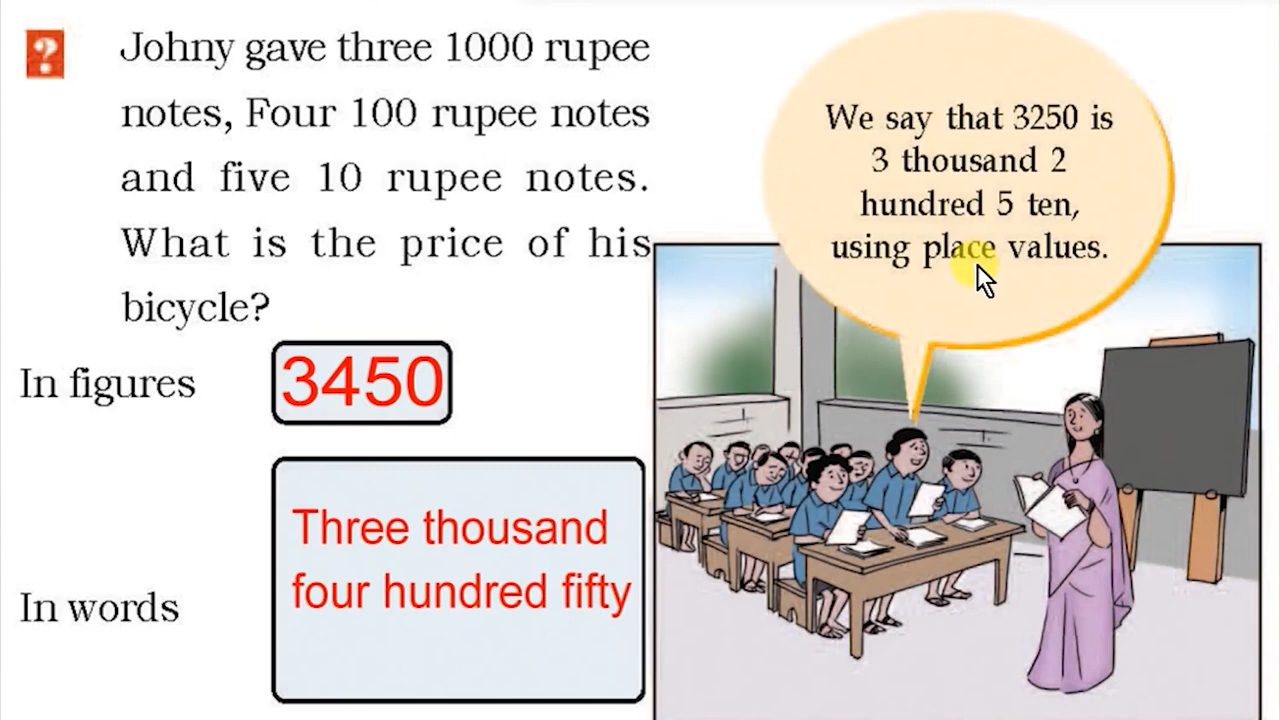 ?
Johny gave three 1000 rupee
notes, Four 100 rupee notes
and five 10 rupee notes.
What is the price of his
bicycle?
In figures
3450
In words
Three thousand
four hundred fifty
We say that 3250 is
3 thousand 2
hundred 5 ten,
using place values.